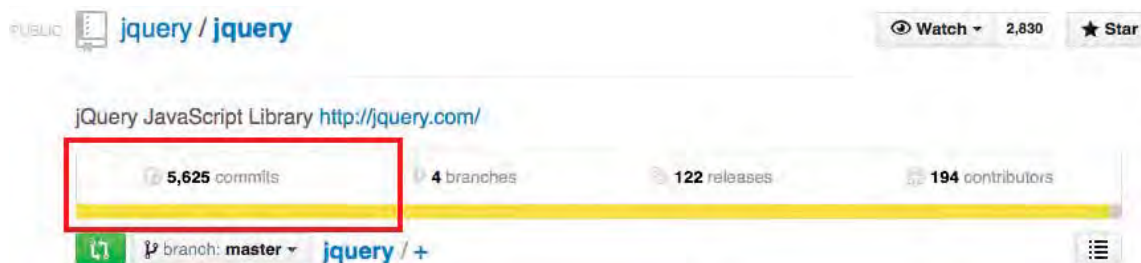 PUBLIC jquery / jquery Watch 2,830 Star
jQuery JavaScript Library http://jquery.com/
5,625 commits 4 branches 122 releases 194 contributors
branch: master jquery / +